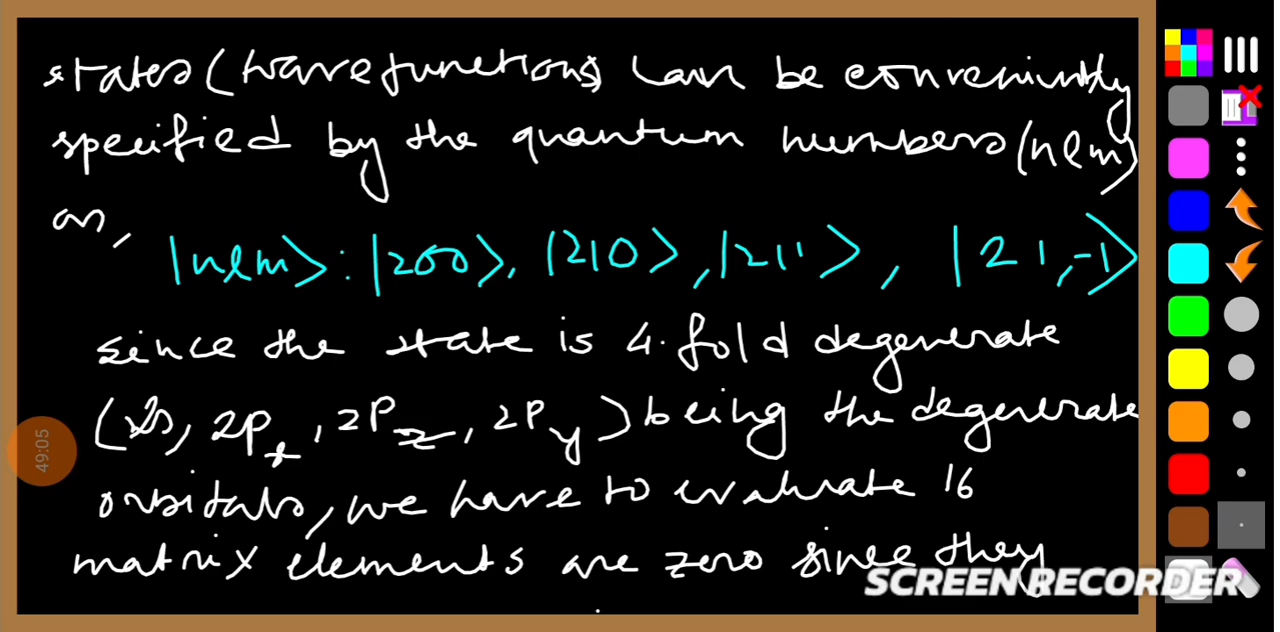 states (wavefunctions) can be conveniently
specified by the quantum numbers (nlm)
as,
|nlm>: |200>, |210>, |211>, |21,-1>
since the state is 4-fold degenerate
(2s, 2Px, 2Pz, 2Py) being the degenerate
orbitals, we have to evaluate 16
matrix elements are zero since they
49:05
SCREEN RECORDER